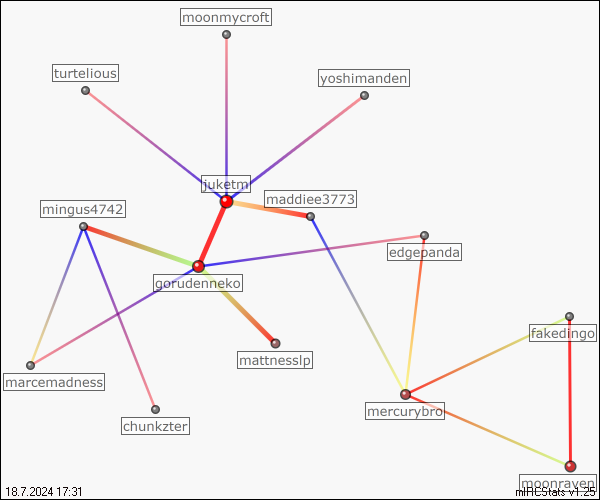 moonmycroft
turtelious
yoshimanden
juketm
maddiee3773
mingus4742
edgepanda
gorudenneko
fakedingo
mattnesslp
marcemadness
mercurybro
chunkzter
moonraven
18.7.2024 17:31
mIRCStats v1.25